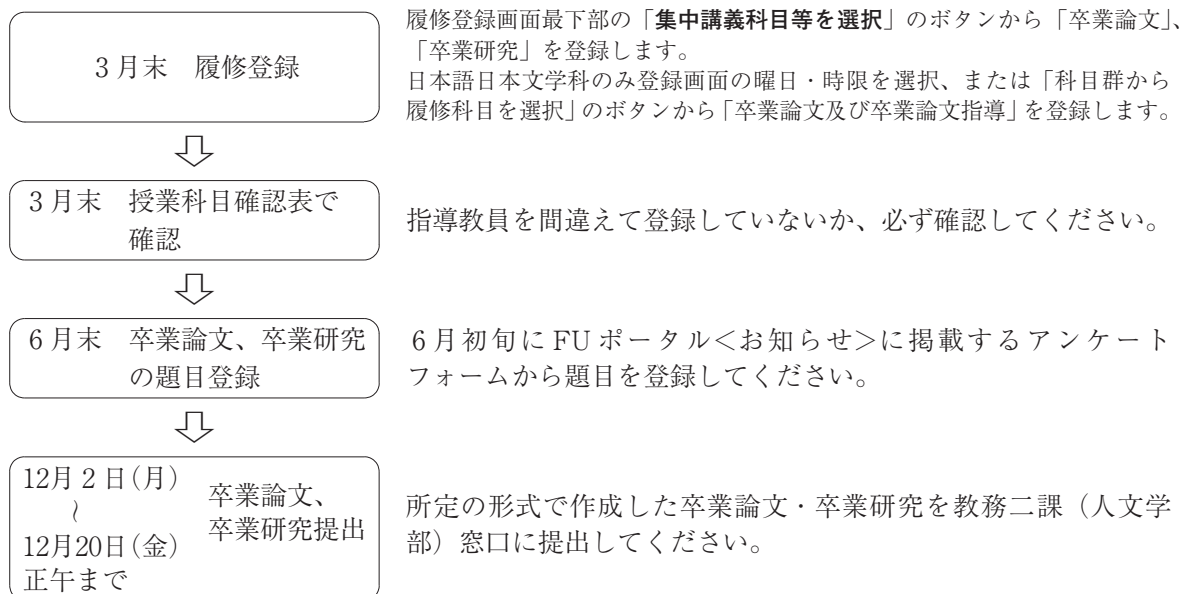 3月末 履修登録
履修登録画面最下部の「集中講義科目等を選択」のボタンから「卒業論文」、
「卒業研究」を登録します。
日本語日本文学科のみ登録画面の曜日・時限を選択、または「科目群から
履修科目を選択」のボタンから「卒業論文及び卒業論文指導」を登録します。
3月末 授業科目確認表で
確認
指導教員を間違えて登録していないか、必ず確認してください。
6月末 卒業論文、卒業研究
の題目登録
6月初旬にFUポータル<お知らせ>に掲載するアンケート
フォームから題目を登録してください。
12月2日(月)
~
12月20日(金)
正午まで
卒業論文、
卒業研究提出
所定の形式で作成した卒業論文・卒業研究を教務二課(人文学
部)窓口に提出してください。